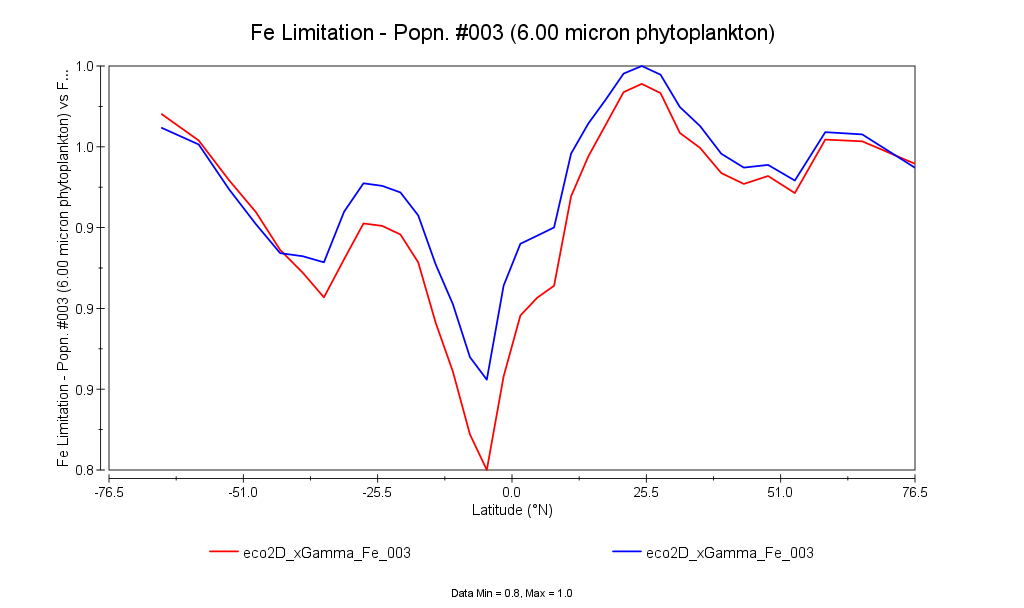 Fe Limitation - Popn. #003 (6.00 micron phytoplankton)
Fe Limitation - Popn. #003 (6.00 micron phytoplankton) vs F...
1.0
1.0
0.9
0.9
0.9
0.8
-76.5 -51.0 -25.5 0.0 25.5 51.0 76.5
Latitude (°N)
eco2D_xGamma_Fe_003 eco2D_xGamma_Fe_003
Data Min = 0.8, Max = 1.0